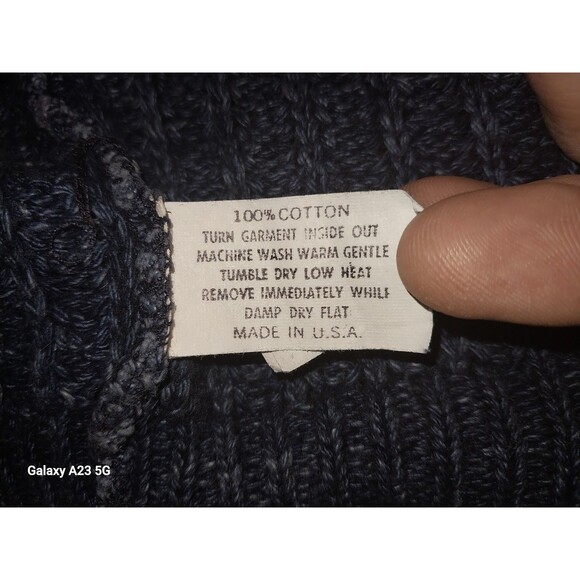 100% COTTON
TURN GARMENT INSIDE OUT
MACHINE WASH WARM GENTLE
TUMBLE DRY LOW HEAT
REMOVE IMMEDIATELY WHILE
DAMP DRY FLAT
MADE IN U.S.A.
Galaxy A23 5G